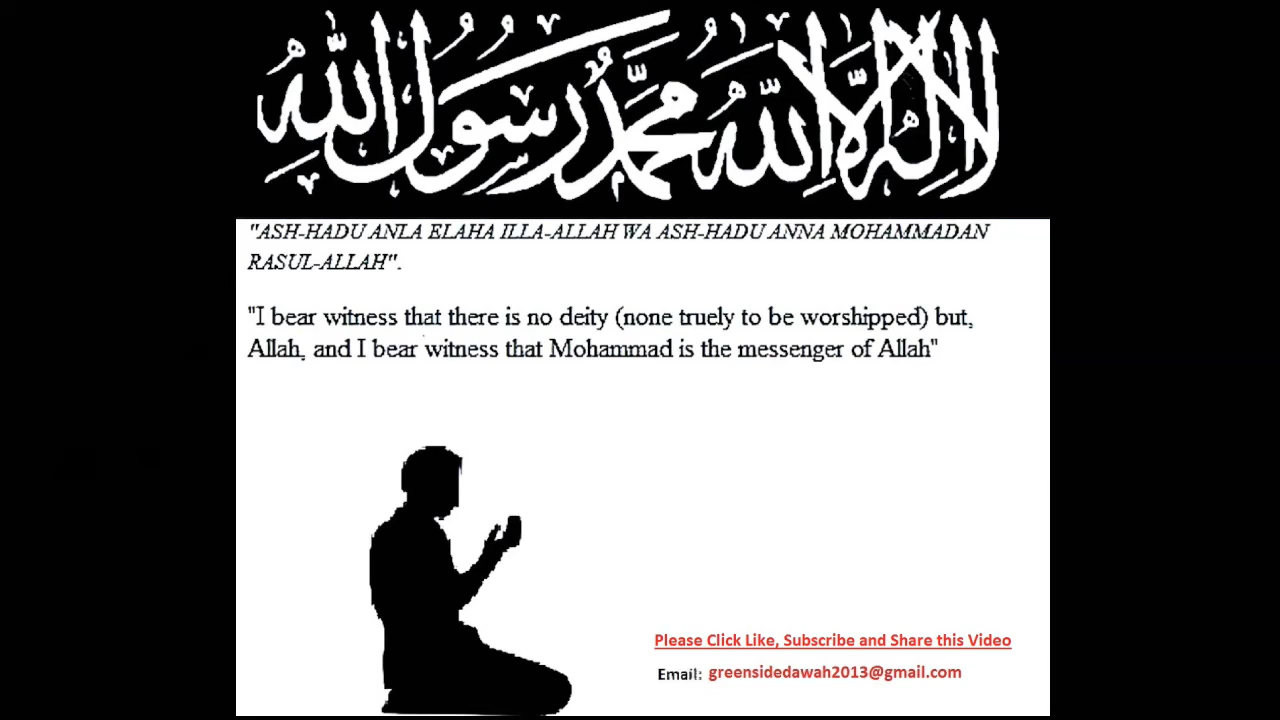 لا إله إلا الله محمد رسول الله
"ASH-HADU ANLA ELAHA ILLA-ALLAH WA ASH-HADU ANNA MOHAMMADAN
RASUL-ALLAH".
"I bear witness that there is no deity (none truely to be worshipped) but,
Allah, and I bear witness that Mohammad is the messenger of Allah"
Please Click Like, Subscribe and Share this Video
Email: greensidedawah2013@gmail.com